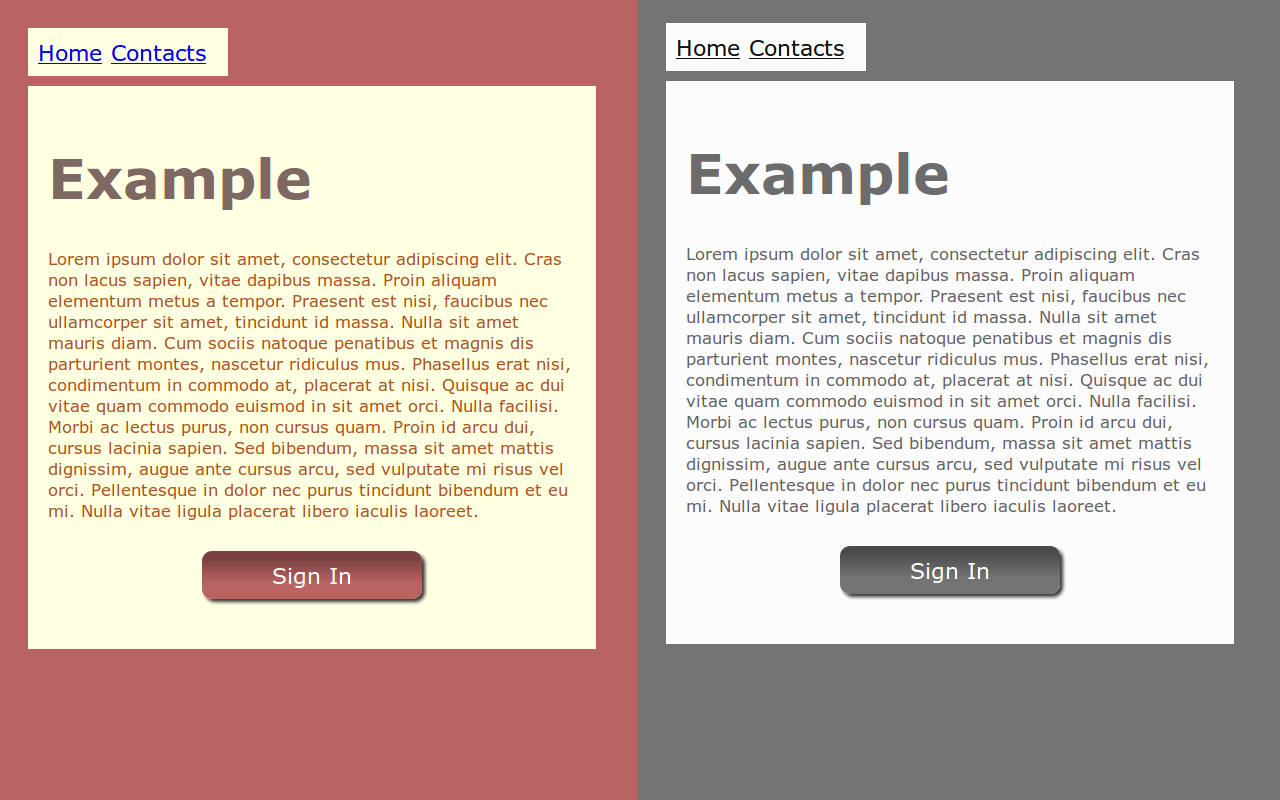 Home Contacts
Example
Lorem ipsum dolor sit amet, consectetur adipiscing elit. Cras
non lacus sapien, vitae dapibus massa. Proin aliquam
elementum metus a tempor. Praesent est nisi, faucibus nec
ullamcorper sit amet, tincidunt id massa. Nulla sit amet
mauris diam. Cum sociis natoque penatibus et magnis dis
parturient montes, nascetur ridiculus mus. Phasellus erat nisi,
condimentum in commodo at, placerat at nisi. Quisque ac dui
vitae quam commodo euismod in sit amet orci. Nulla facilisi.
Morbi ac lectus purus, non cursus quam. Proin id arcu dui,
cursus lacinia sapien. Sed bibendum, massa sit amet mattis
dignissim, augue ante cursus arcu, sed vulputate mi risus vel
orci. Pellentesque in dolor nec purus tincidunt bibendum et eu
mi. Nulla vitae ligula placerat libero iaculis laoreet.
Sign In
Home Contacts
Example
Lorem ipsum dolor sit amet, consectetur adipiscing elit. Cras
non lacus sapien, vitae dapibus massa. Proin aliquam
elementum metus a tempor. Praesent est nisi, faucibus nec
ullamcorper sit amet, tincidunt id massa. Nulla sit amet
mauris diam. Cum sociis natoque penatibus et magnis dis
parturient montes, nascetur ridiculus mus. Phasellus erat nisi,
condimentum in commodo at, placerat at nisi. Quisque ac dui
vitae quam commodo euismod in sit amet orci. Nulla facilisi.
Morbi ac lectus purus, non cursus quam. Proin id arcu dui,
cursus lacinia sapien. Sed bibendum, massa sit amet mattis
dignissim, augue ante cursus arcu, sed vulputate mi risus vel
orci. Pellentesque in dolor nec purus tincidunt bibendum et eu
mi. Nulla vitae ligula placerat libero iaculis laoreet.
Sign In